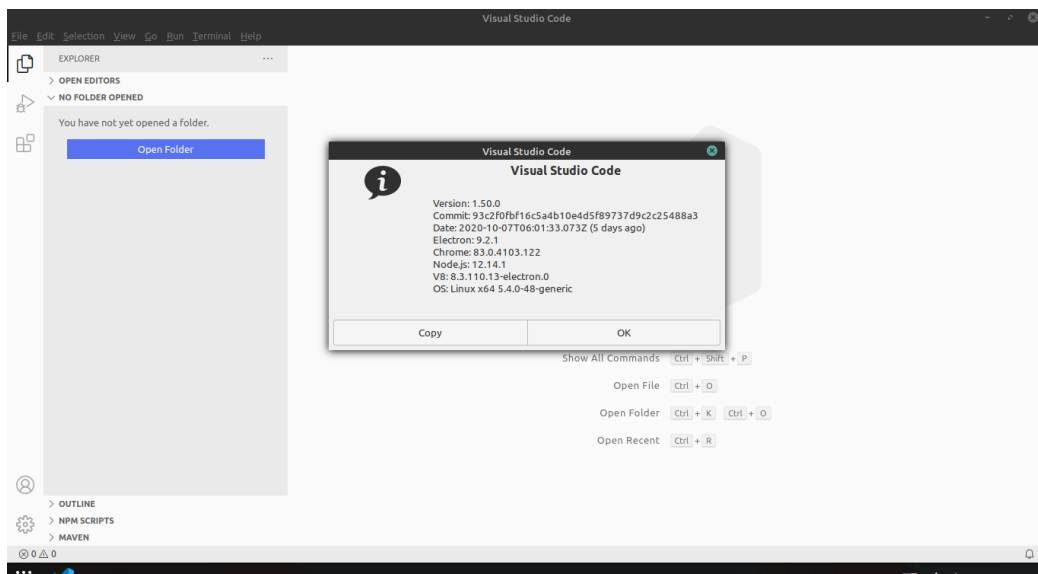 Visual Studio Code
File Edit Selection View Go Run Terminal Help
EXPLORER
OPEN EDITORS
NO FOLDER OPENED
You have not yet opened a folder.
Open Folder
Visual Studio Code
Visual Studio Code
Version: 1.50.0
Commit: 93c2f0fbf16c5a4b10e4d5f89737d9c2c25488a3
Date: 2020-10-07T06:01:33.073Z (5 days ago)
Electron: 9.2.1
Chrome: 83.0.4103.122
Node.js: 12.14.1
V8: 8.3.110.13-electron.0
OS: Linux x64 5.4.0-48-generic
Copy OK
Show All Commands Ctrl + Shift + P
Open File Ctrl + O
Open Folder Ctrl + K Ctrl + O
Open Recent Ctrl + R
OUTLINE
NPM SCRIPTS
MAVEN
0 0